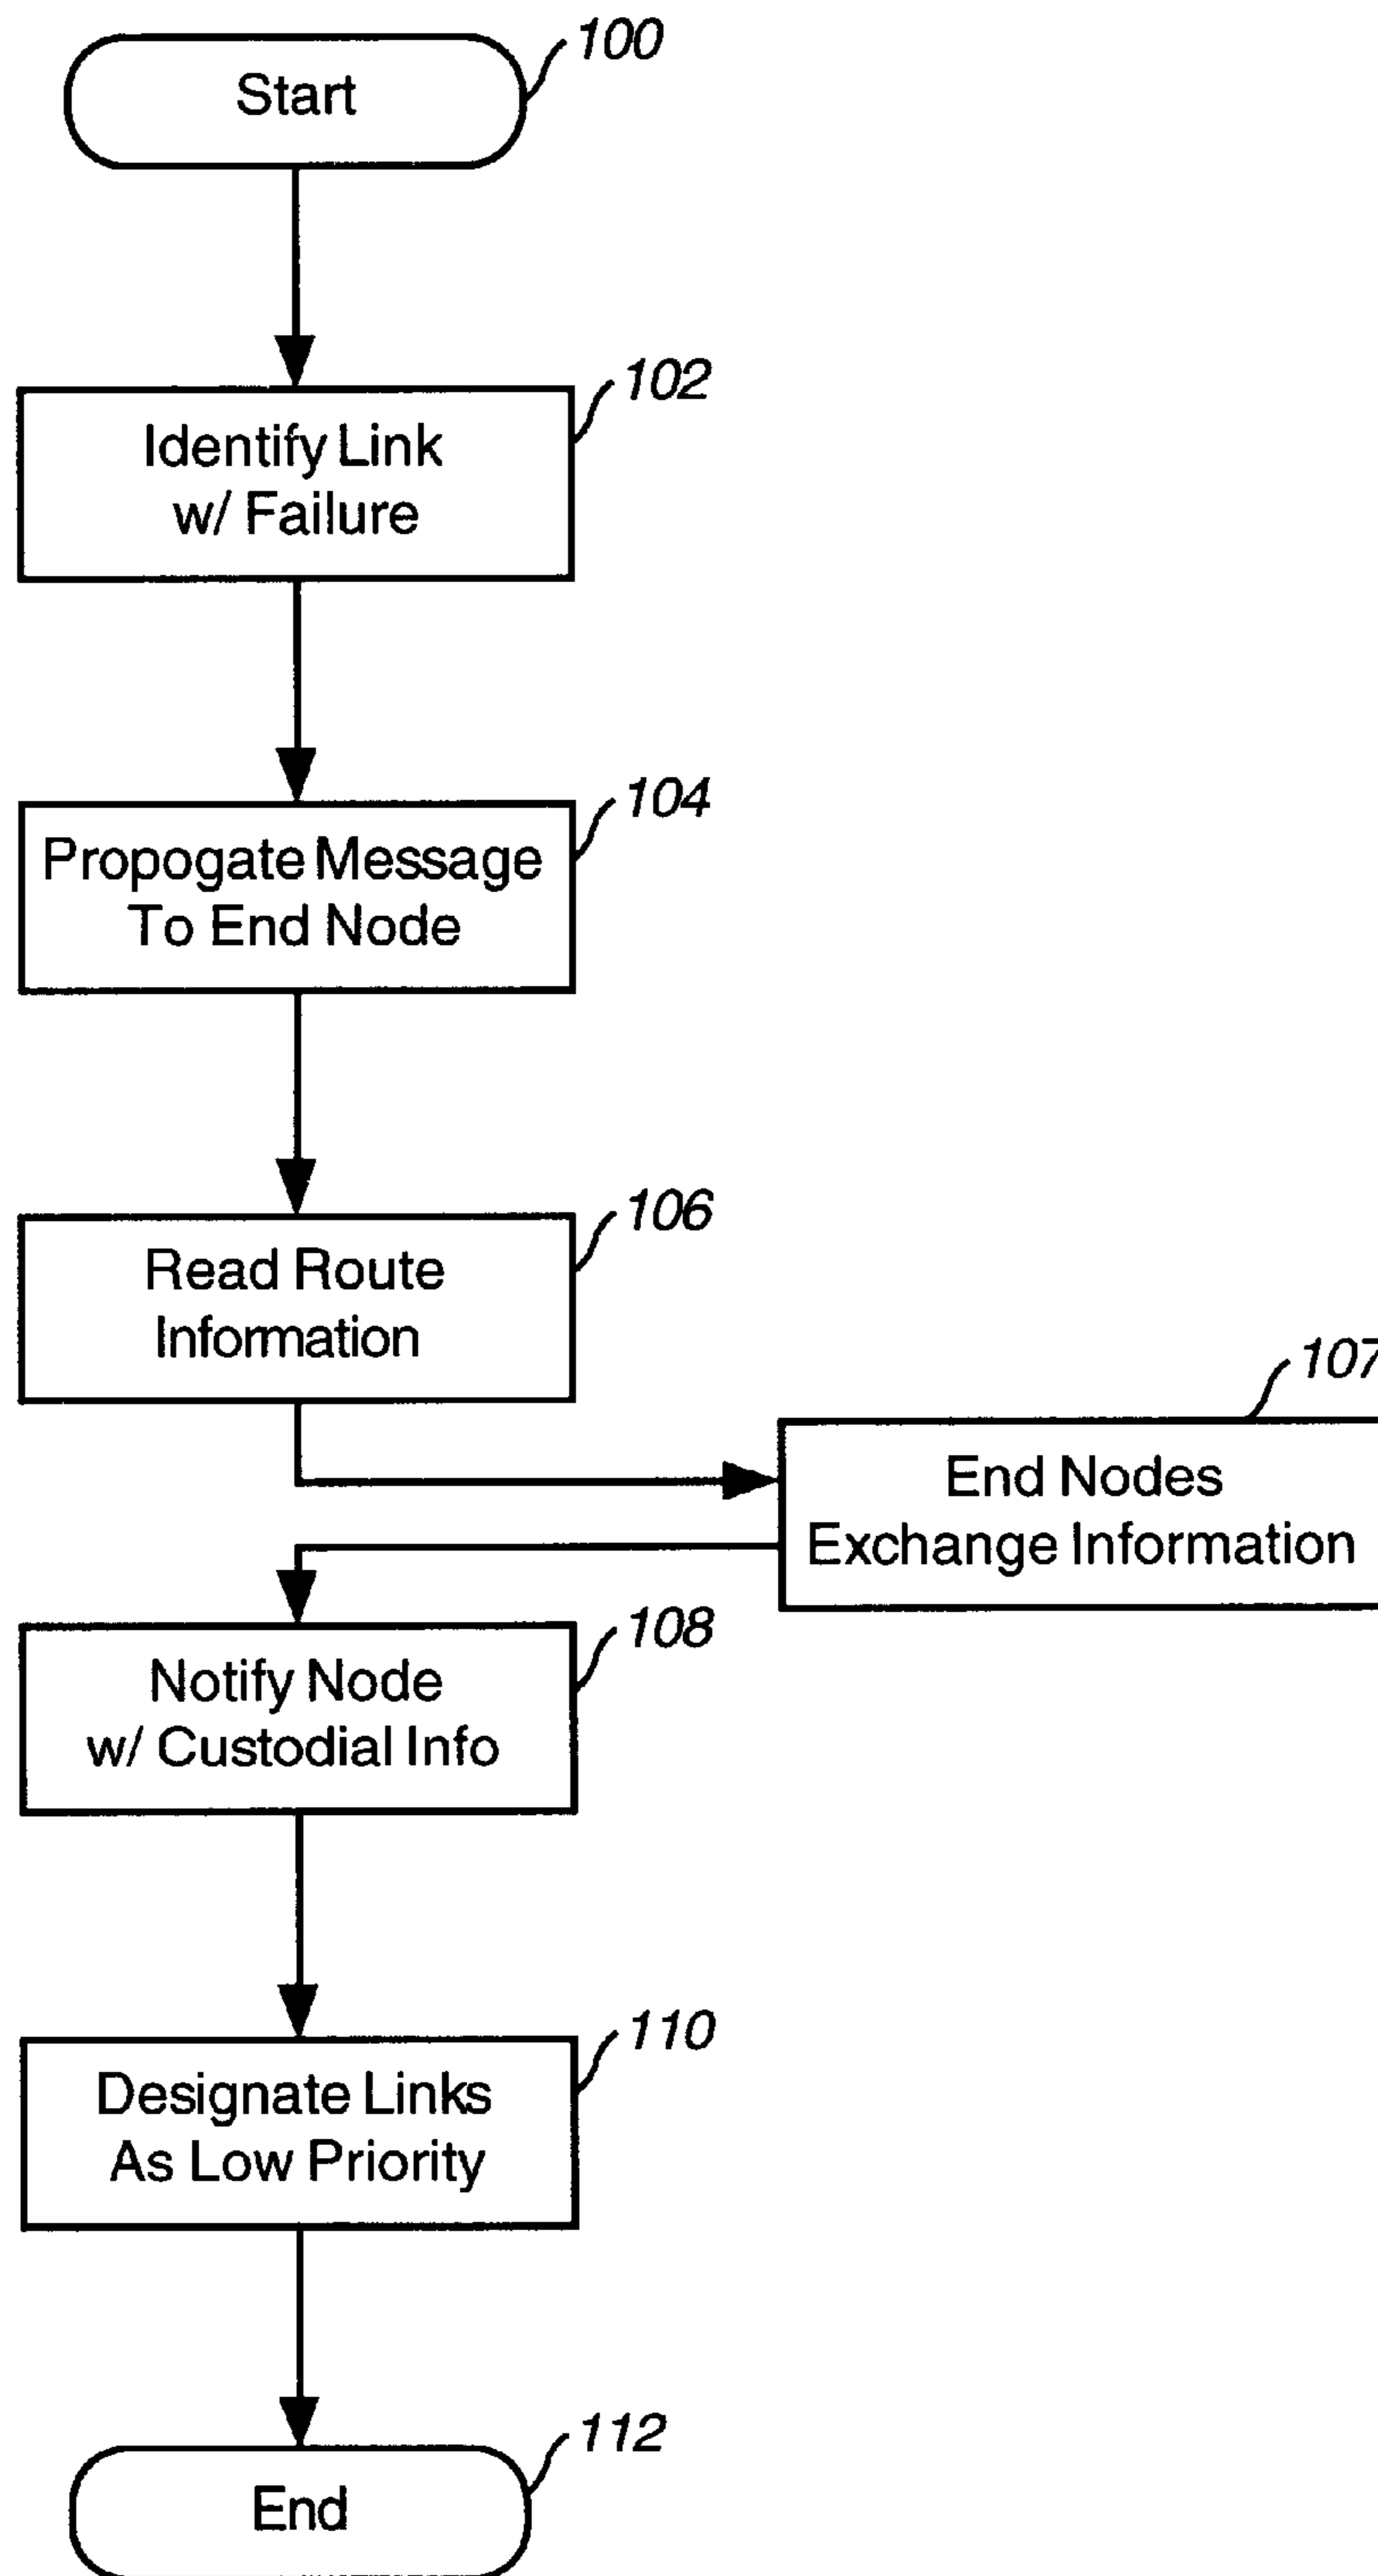 100
Start
102
Identify Link
w/ Failure
104
Propogate Message
To End Node
106
Read Route
Information
107
End Nodes
Exchange Information
108
Notify Node
w/ Custodial Info
110
Designate Links
As Low Priority
112
End